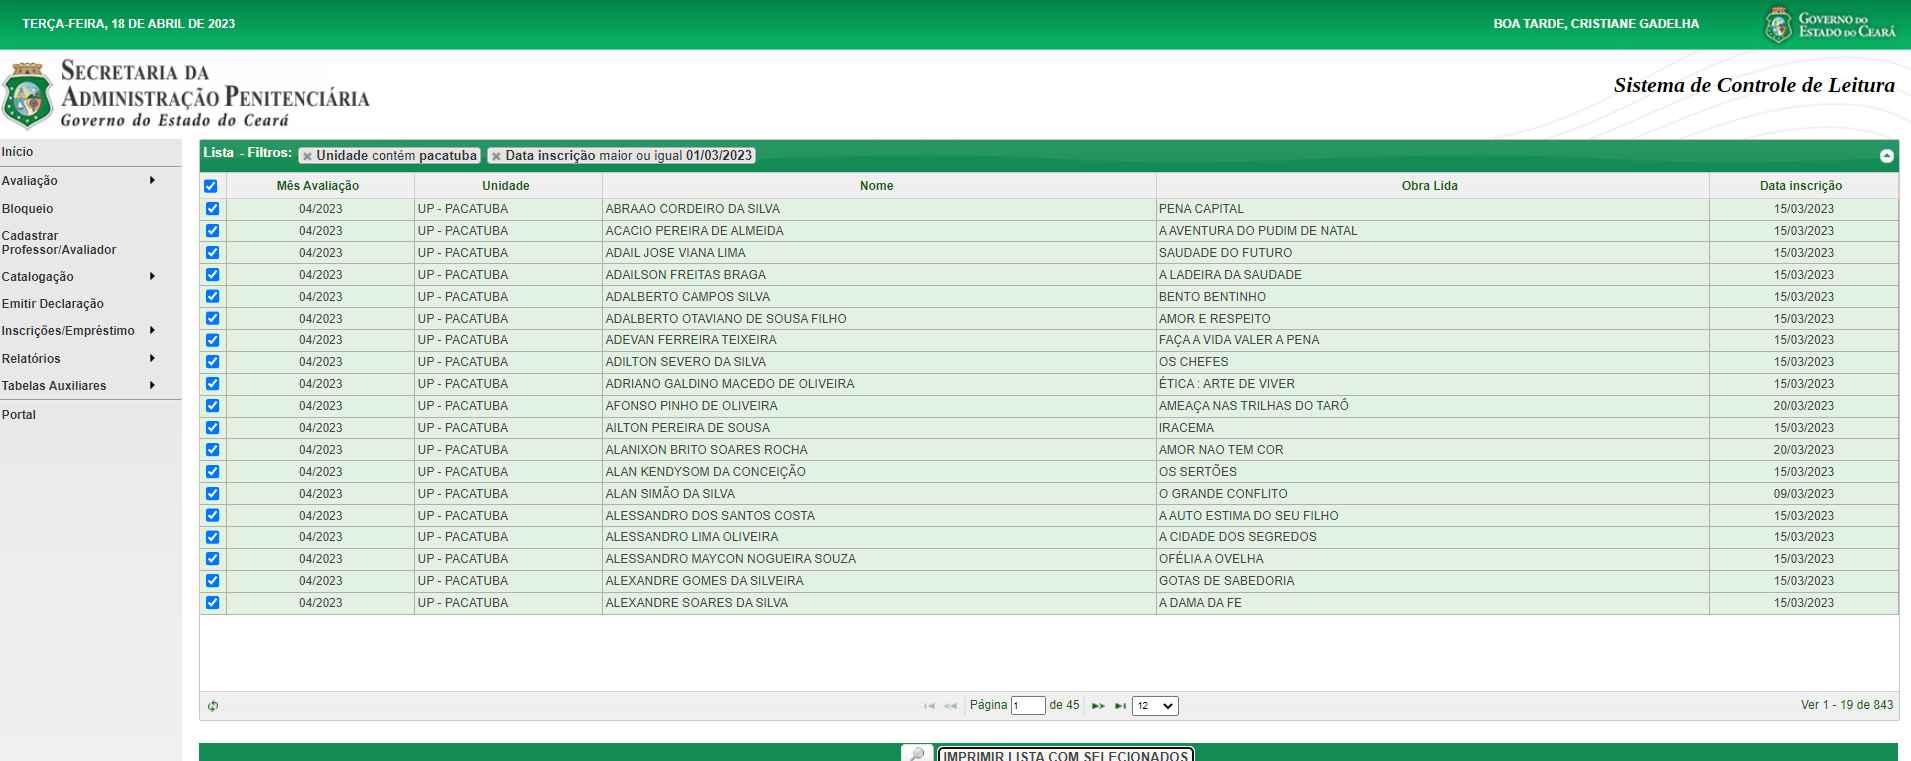 TERÇA-FEIRA, 18 DE ABRIL DE 2023
BOA TARDE, CRISTIANE GADELHA
GOVERNO DO
ESTADO DO CEARÁ
SECRETARIA DA
ADMINISTRAÇÃO PENITENCIÁRIA
Governo do Estado do Ceará
Sistema de Controle de Leitura
Início
Avaliação
Bloqueio
Cadastrar
Professor/Avaliador
Catalogação
Emitir Declaração
Inscrições/Empréstimo
Relatórios
Tabelas Auxiliares
Portal
Lista - Filtros: Unidade contém pacatuba Data inscrição maior ou igual 01/03/2023
Mês Avaliação Unidade Nome Obra Lida Data inscrição
04/2023 UP - PACATUBA ABRAAO CORDEIRO DA SILVA PENA CAPITAL 15/03/2023
04/2023 UP - PACATUBA ACACIO PEREIRA DE ALMEIDA A AVENTURA DO PUDIM DE NATAL 15/03/2023
04/2023 UP - PACATUBA ADAIL JOSE VIANA LIMA SAUDADE DO FUTURO 15/03/2023
04/2023 UP - PACATUBA ADAILSON FREITAS BRAGA A LADEIRA DA SAUDADE 15/03/2023
04/2023 UP - PACATUBA ADALBERTO CAMPOS SILVA BENTO BENTINHO 15/03/2023
04/2023 UP - PACATUBA ADALBERTO OTAVIANO DE SOUSA FILHO AMOR E RESPEITO 15/03/2023
04/2023 UP - PACATUBA ADEVAN FERREIRA TEIXEIRA FAÇA A VIDA VALER A PENA 15/03/2023
04/2023 UP - PACATUBA ADILTON SEVERO DA SILVA OS CHEFES 15/03/2023
04/2023 UP - PACATUBA ADRIANO GALDINO MACEDO DE OLIVEIRA ÉTICA : ARTE DE VIVER 15/03/2023
04/2023 UP - PACATUBA AFONSO PINHO DE OLIVEIRA AMEAÇA NAS TRILHAS DO TARÔ 20/03/2023
04/2023 UP - PACATUBA AILTON PEREIRA DE SOUSA IRACEMA 15/03/2023
04/2023 UP - PACATUBA ALANIXON BRITO SOARES ROCHA AMOR NAO TEM COR 20/03/2023
04/2023 UP - PACATUBA ALAN KENDYSOM DA CONCEIÇÃO OS SERTÕES 15/03/2023
04/2023 UP - PACATUBA ALAN SIMÃO DA SILVA O GRANDE CONFLITO 09/03/2023
04/2023 UP - PACATUBA ALESSANDRO DOS SANTOS COSTA A AUTO ESTIMA DO SEU FILHO 15/03/2023
04/2023 UP - PACATUBA ALESSANDRO LIMA OLIVEIRA A CIDADE DOS SEGREDOS 15/03/2023
04/2023 UP - PACATUBA ALESSANDRO MAYCON NOGUEIRA SOUZA OFÉLIA A OVELHA 15/03/2023
04/2023 UP - PACATUBA ALEXANDRE GOMES DA SILVEIRA GOTAS DE SABEDORIA 15/03/2023
04/2023 UP - PACATUBA ALEXANDRE SOARES DA SILVA A DAMA DA FE 15/03/2023
Página 1 de 45 12 Ver 1 - 19 de 843
IMPRIMIR LISTA COM SELECIONADOS